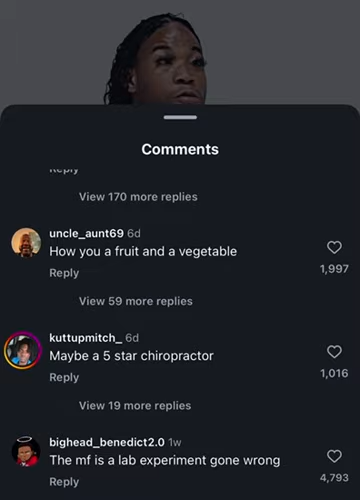 Comments
Reply
View 170 more replies
uncle_aunt69 6d
How you a fruit and a vegetable
Reply
1,997
View 59 more replies
kuttupmitch_ 6d
Maybe a 5 star chiropractor
Reply
1,016
View 19 more replies
bighead_benedict2.0 1w
The mf is a lab experiment gone wrong
Reply
4,793